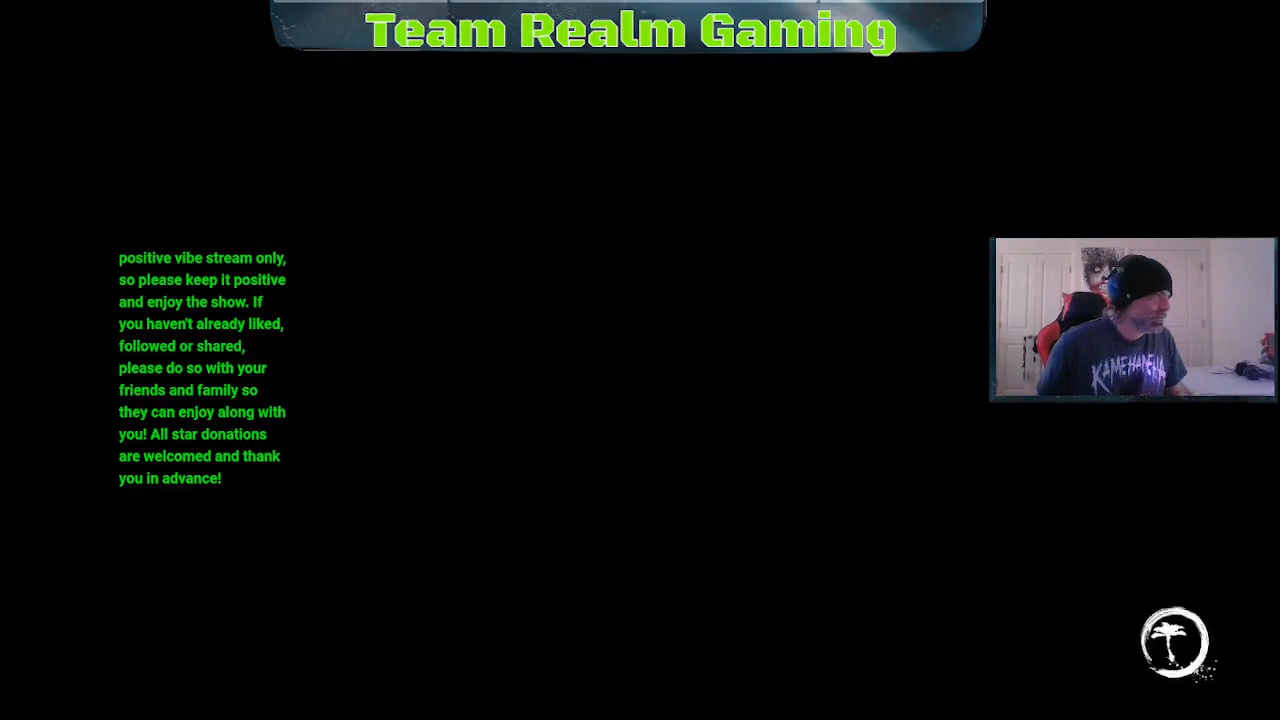 Team Realm Gaming
positive vibe stream only,
so please keep it positive
and enjoy the show. If
you haven't already liked,
followed or shared,
please do so with your
friends and family so
they can enjoy along with
you! All star donations
are welcomed and thank
you in advance!
KAMEHAMEHA